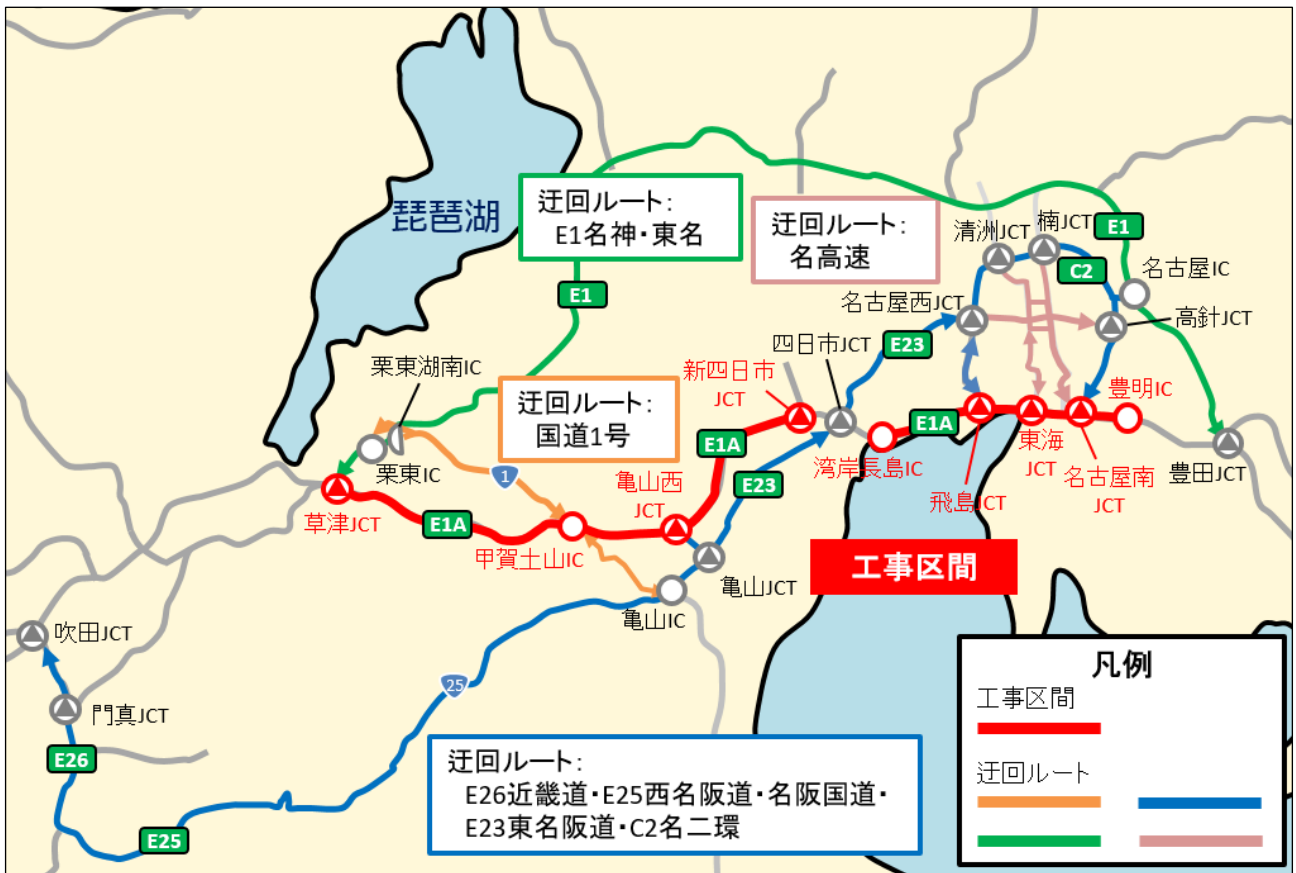 琵琶湖
迂回ルート:
E1名神・東名
迂回ルート:
名高速
清洲JCT
楠JCT
E1
C2
名古屋IC
名古屋西JCT
高針JCT
E1
栗東湖南IC
四日市JCT
E23
新四日市
JCT
豊明IC
迂回ルート:
国道1号
E1A
E1A
栗東IC
1
亀山西
JCT
E23
湾岸長島IC
東海
JCT
飛島JCT
名古屋南
JCT
豊田JCT
草津JCT
E1A
甲賀土山IC
工事区間
亀山JCT
亀山IC
吹田JCT
25
門真JCT
E26
E25
迂回ルート:
E26近畿道・E25西名阪道・名阪国道・
E23東名阪道・C2名二環
凡例
工事区間
迂回ルート